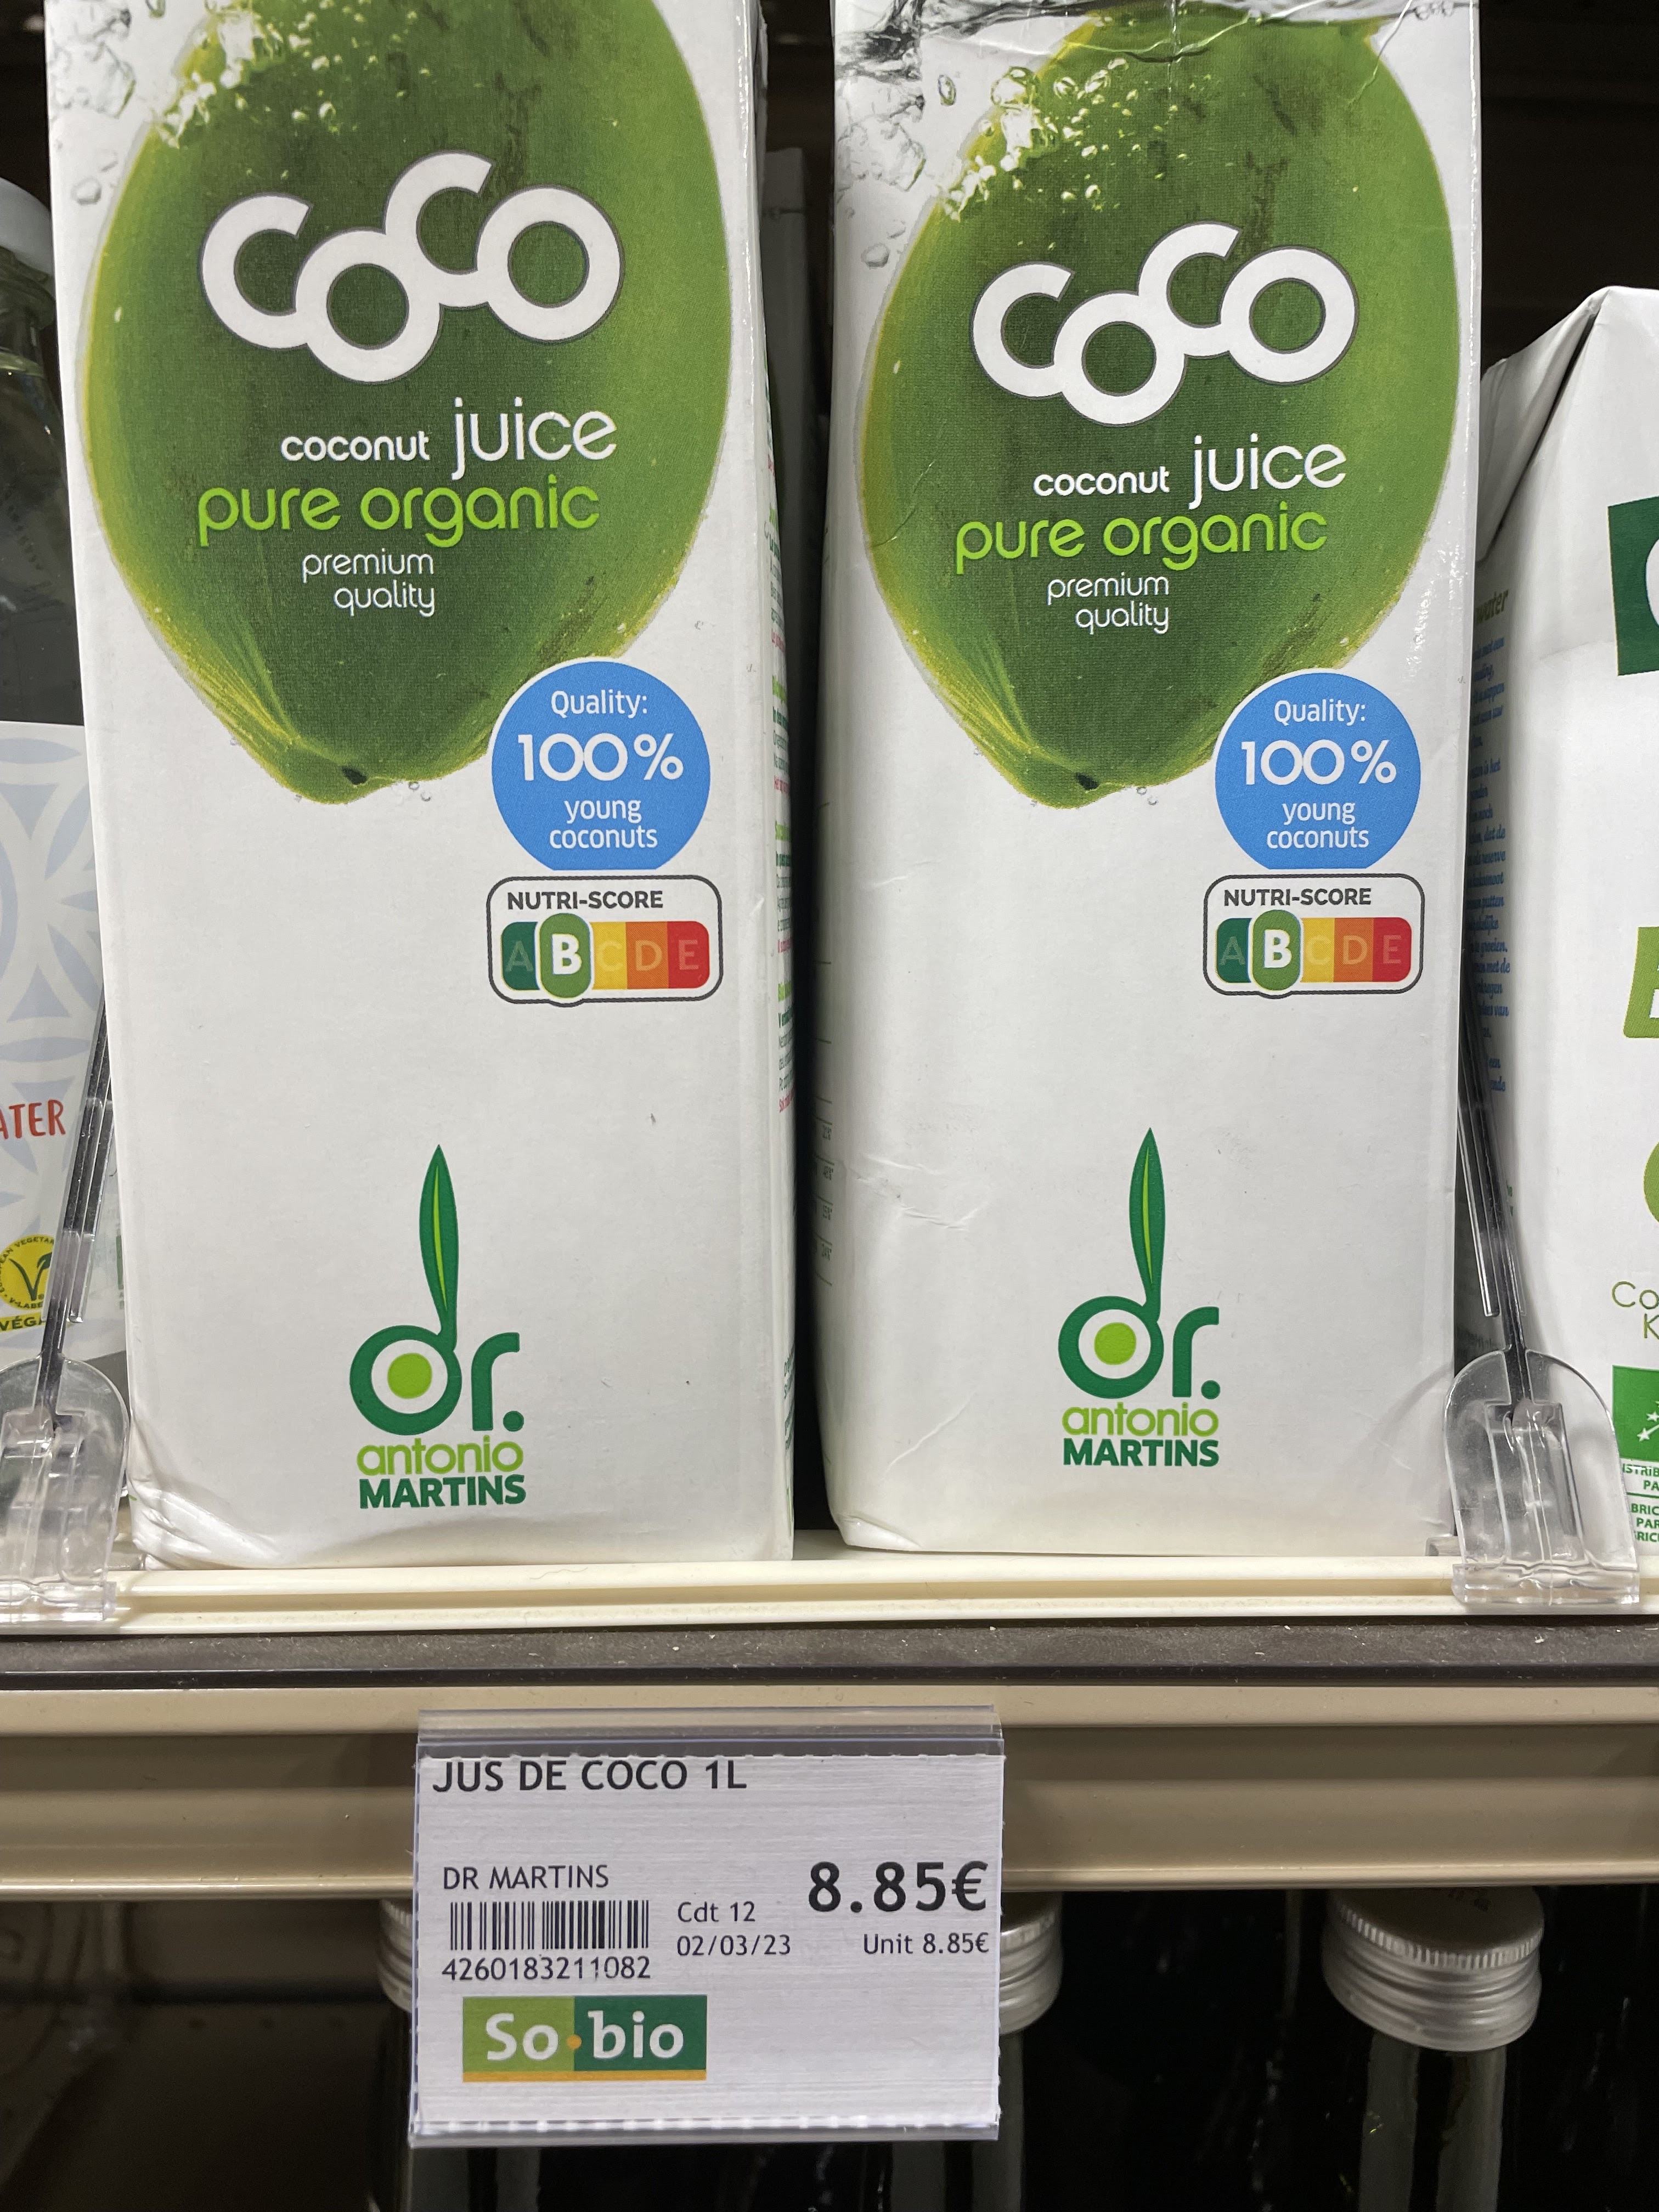 coco
coconut juice
pure organic
premium
quality
Quality:
100%
young
coconuts
NUTRI-SCORE
A B C D E
dr.
antonio
MARTINS
coco
coconut juice
pure organic
premium
quality
Quality:
100%
young
coconuts
NUTRI-SCORE
A B C D E
dr.
antonio
MARTINS
JUS DE COCO 1L
DR MARTINS
8.85€
Cdt 12
02/03/23
Unit 8.85€
4260183211082
So bio